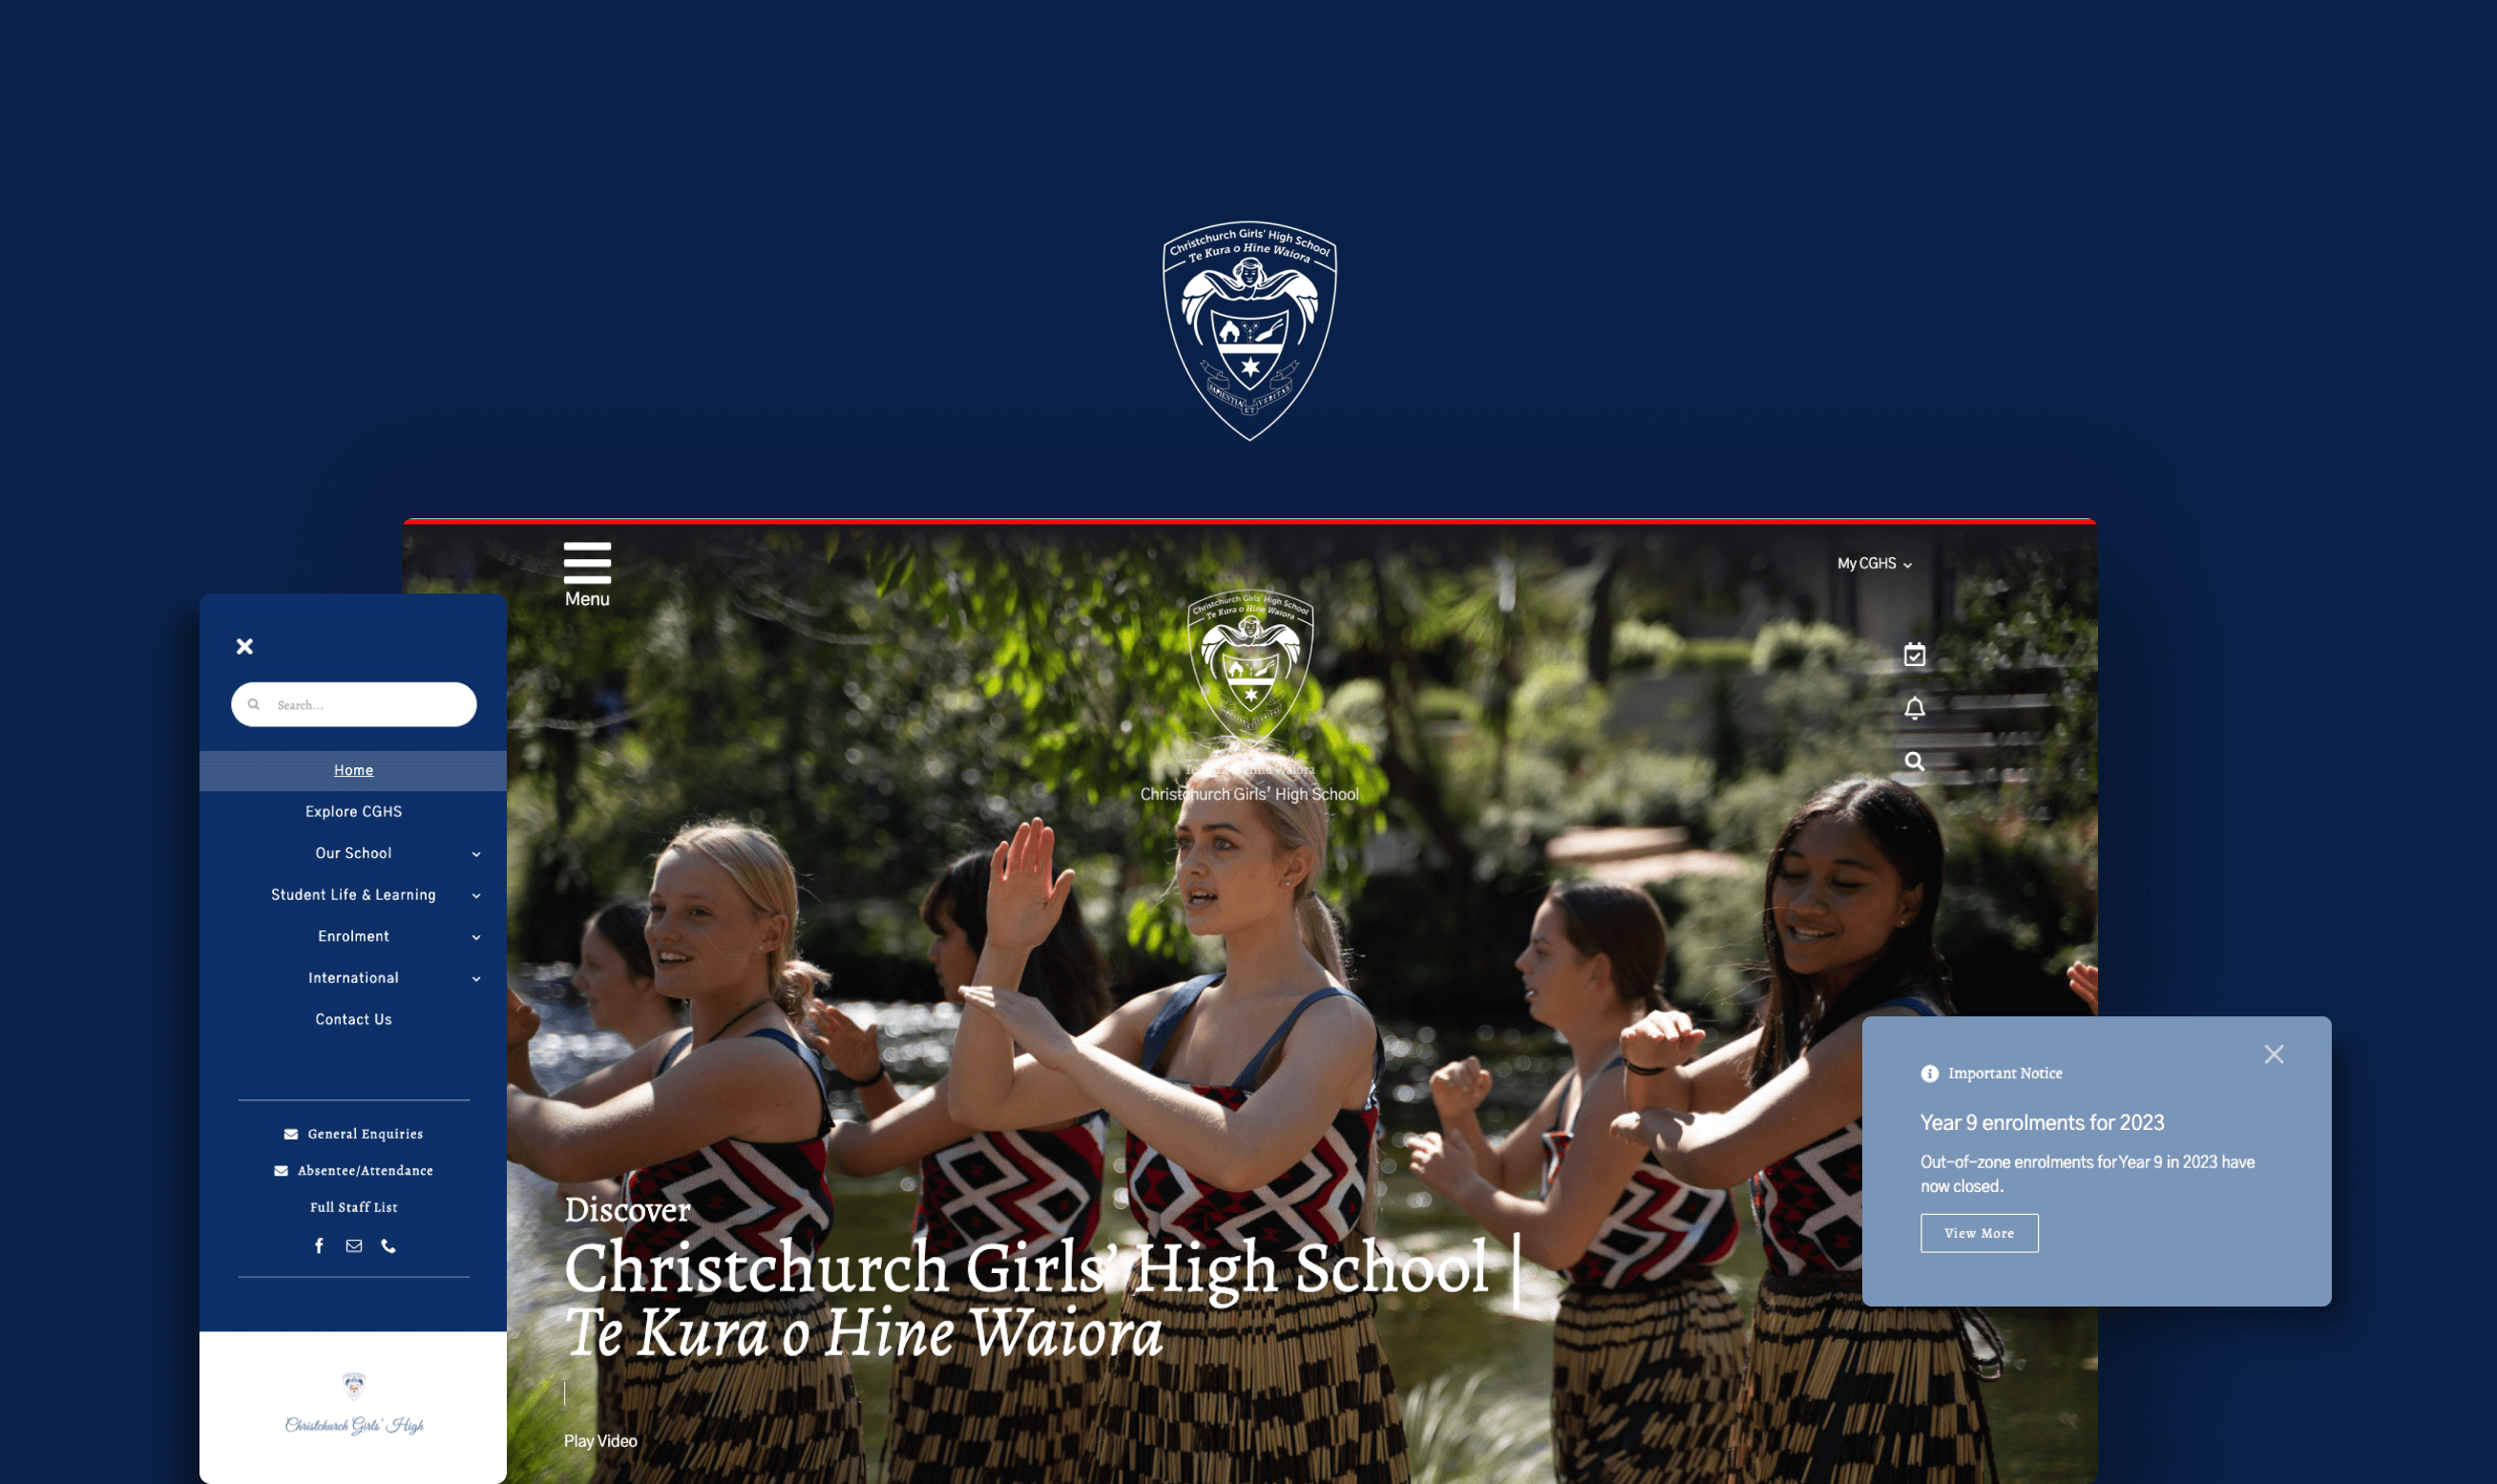 Christchurch Girls' High School
Te Kura o Hine Waiora
SAPIENTIA ET VERITAS
Menu
My CGHS
Christchurch Girls' High School
Te Kura o Hine Waiora
Waiora
Christchurch Girls' High School
Search...
Home
Explore CGHS
Our School
Student Life & Learning
Enrolment
International
Contact Us
General Enquiries
Absentee/Attendance
Full Staff List
Christchurch Girls' High
Discover
Christchurch Girls' High School |
Te Kura o Hine Waiora
Play Video
Important Notice
Year 9 enrolments for 2023
Out-of-zone enrolments for Year 9 in 2023 have
now closed.
View More